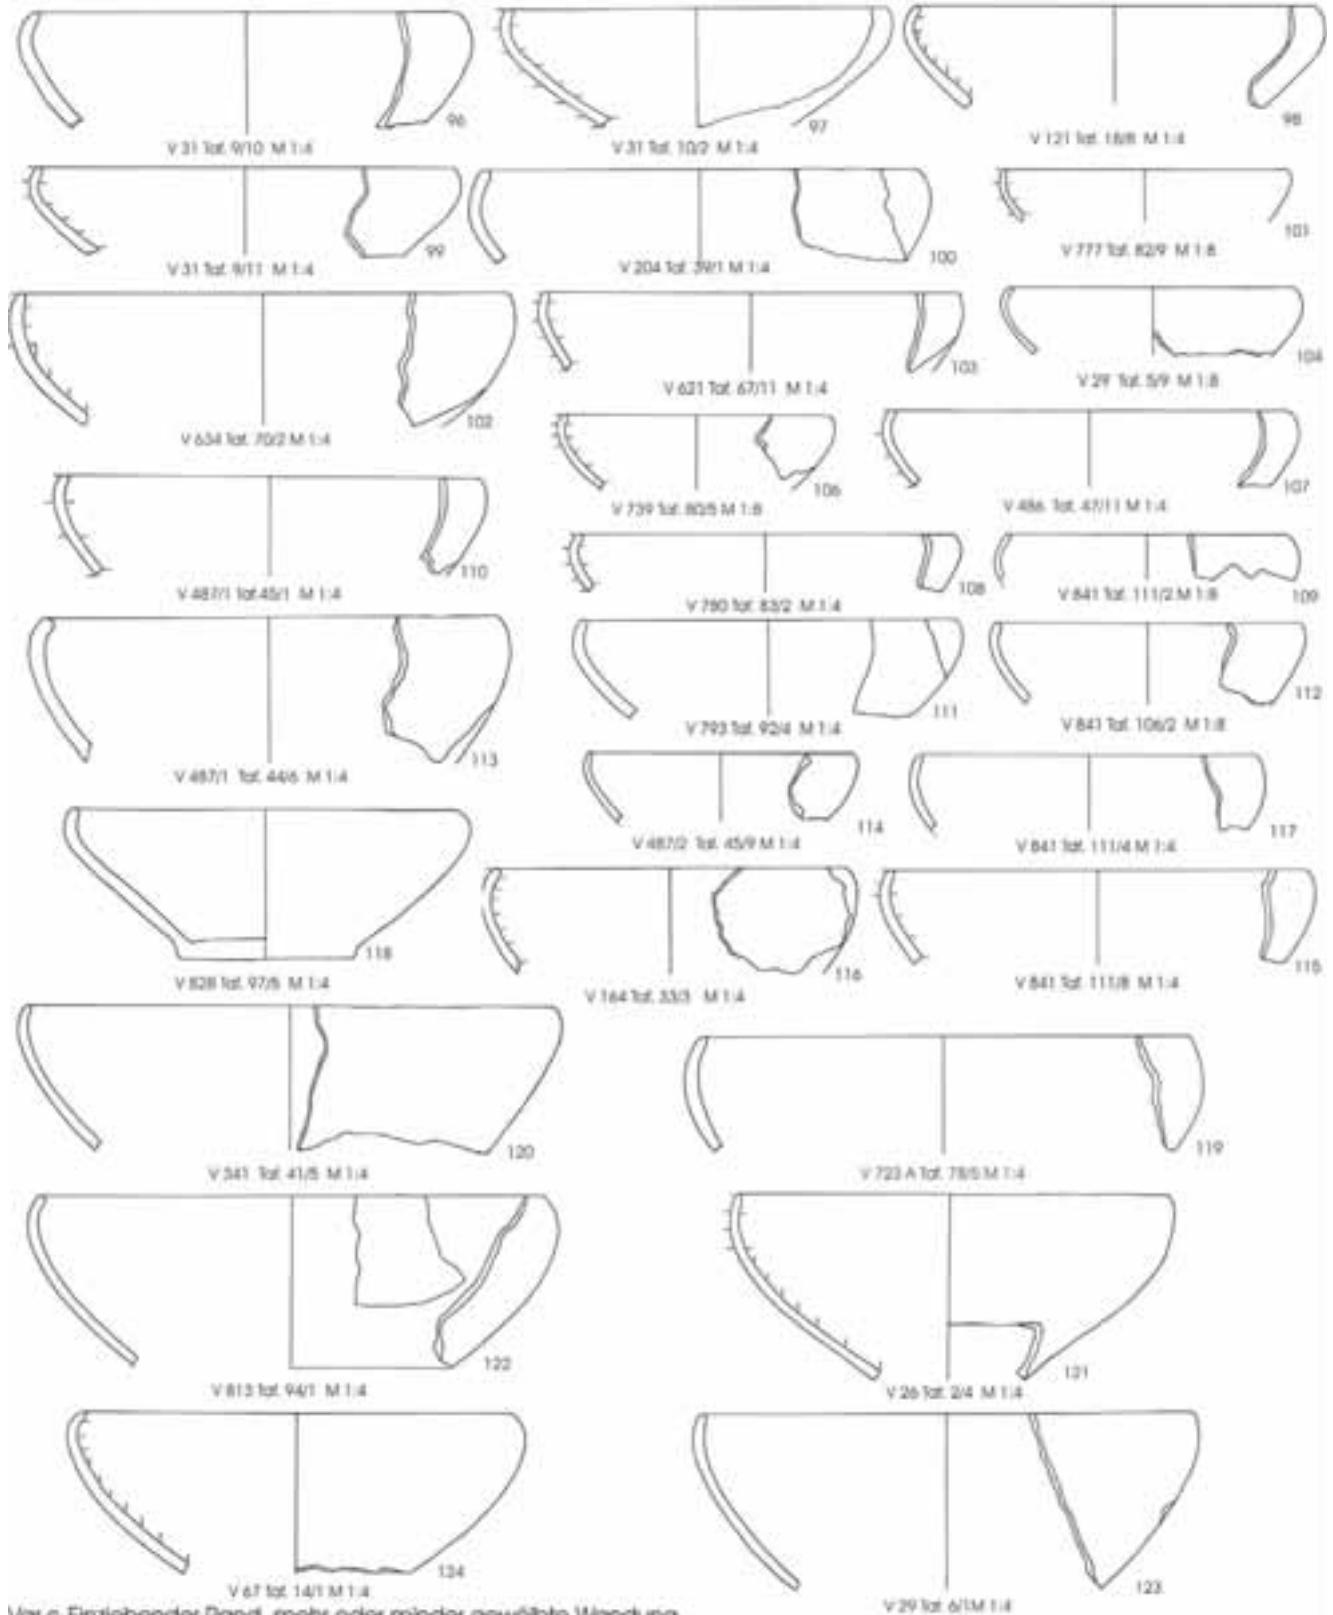 96
V 31 Taf. 9/10 M 1:4
97
V 31 Taf. 10/2 M 1:4
98
V 121 Taf. 18/8 M 1:4
99
V 31 Taf. 9/11 M 1:4
100
V 204 Taf. 39/1 M 1:4
101
V 777 Taf. 82/9 M 1:8
102
V 634 Taf. 70/2 M 1:4
103
V 621 Taf. 67/11 M 1:4
104
V 29 Taf. 5/9 M 1:8
106
V 739 Taf. 80/5 M 1:8
107
V 486 Taf. 47/11 M 1:4
110
V 487/1 Taf. 45/1 M 1:4
108
V 780 Taf. 83/2 M 1:4
109
V 841 Taf. 111/2 M 1:8
113
V 487/1 Taf. 44/6 M 1:4
111
V 793 Taf. 92/4 M 1:4
112
V 841 Taf. 106/2 M 1:8
114
V 487/2 Taf. 45/9 M 1:4
117
V 841 Taf. 111/4 M 1:4
118
V 828 Taf. 97/5 M 1:4
116
V 164 Taf. 33/3 M 1:4
115
V 841 Taf. 111/8 M 1:4
120
V 341 Taf. 41/5 M 1:4
119
V 723 A Taf. 78/5 M 1:4
122
V 813 Taf. 94/1 M 1:4
121
V 26 Taf. 2/4 M 1:4
124
V 67 Taf. 14/1 M 1:4
123
V 29 Taf. 6/1 M 1:4
Var. c Einziehender Rand, mehr oder minder gewölbte Wandung